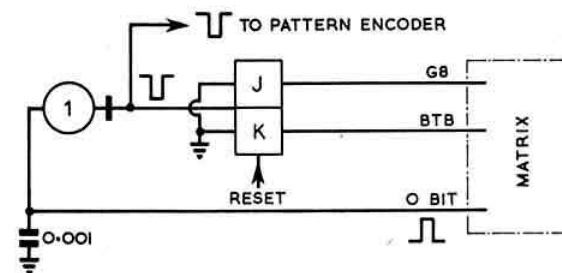 TO PATTERN ENCODER
J
G8
1
K
BTB
MATRIX
RESET
O BIT
0.001